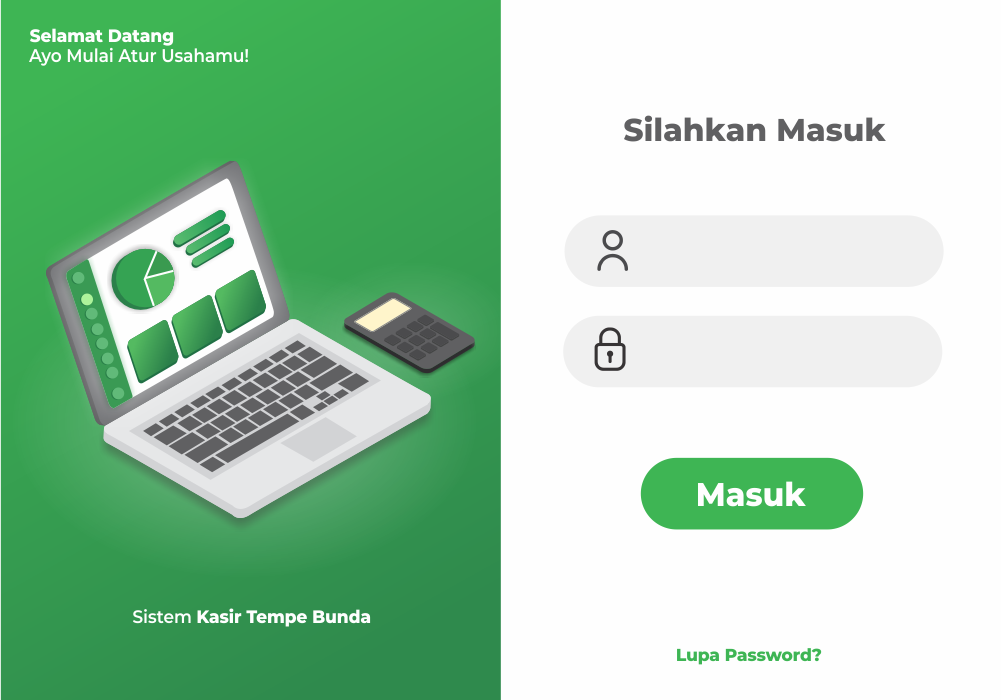 Selamat Datang
Ayo Mulai Atur Usahamu!
Sistem Kasir Tempe Bunda
Silahkan Masuk
Masuk
Lupa Password?